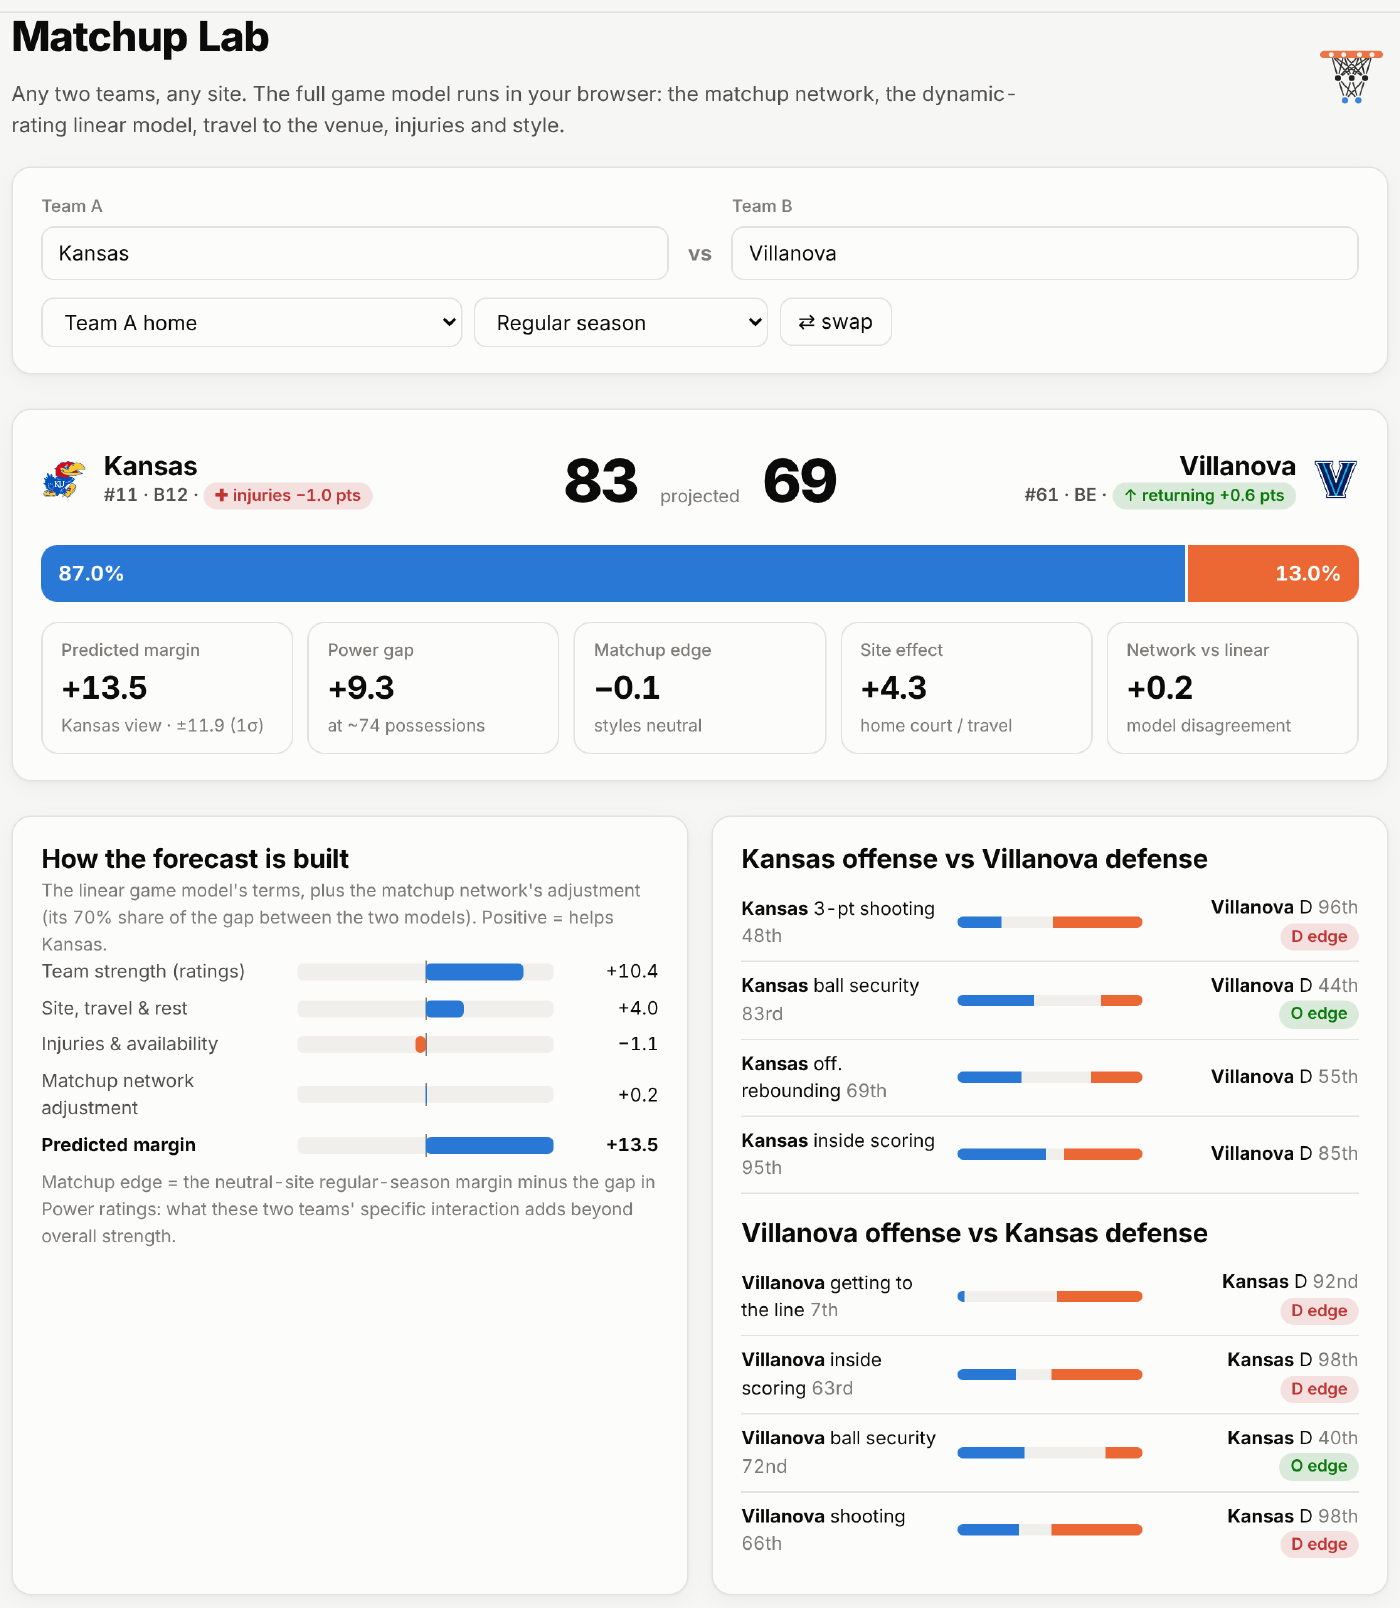 Matchup Lab
Any two teams, any site. The full game model runs in your browser: the matchup network, the dynamic-
rating linear model, travel to the venue, injuries and style.
Team A
Team B
Kansas
vs
Villanova
Team A home
Regular season
⇄ swap
Kansas
#11 · B12 · ✚ injuries −1.0 pts
83 projected 69
Villanova
#61 · BE · ↑ returning +0.6 pts
87.0%
13.0%
Predicted margin
+13.5
Kansas view · ±11.9 (1σ)
Power gap
+9.3
at ~74 possessions
Matchup edge
−0.1
styles neutral
Site effect
+4.3
home court / travel
Network vs linear
+0.2
model disagreement
How the forecast is built
The linear game model's terms, plus the matchup network's adjustment
(its 70% share of the gap between the two models). Positive = helps
Kansas.
Team strength (ratings) +10.4
Site, travel & rest +4.0
Injuries & availability −1.1
Matchup network
adjustment +0.2
Predicted margin +13.5
Matchup edge = the neutral-site regular-season margin minus the gap in
Power ratings: what these two teams' specific interaction adds beyond
overall strength.
Kansas offense vs Villanova defense
Kansas 3-pt shooting
48th
Villanova D 96th
D edge
Kansas ball security
83rd
Villanova D 44th
O edge
Kansas off.
rebounding 69th
Villanova D 55th
Kansas inside scoring
95th
Villanova D 85th
Villanova offense vs Kansas defense
Villanova getting to
the line 7th
Kansas D 92nd
D edge
Villanova inside
scoring 63rd
Kansas D 98th
D edge
Villanova ball security
72nd
Kansas D 40th
O edge
Villanova shooting
66th
Kansas D 98th
D edge